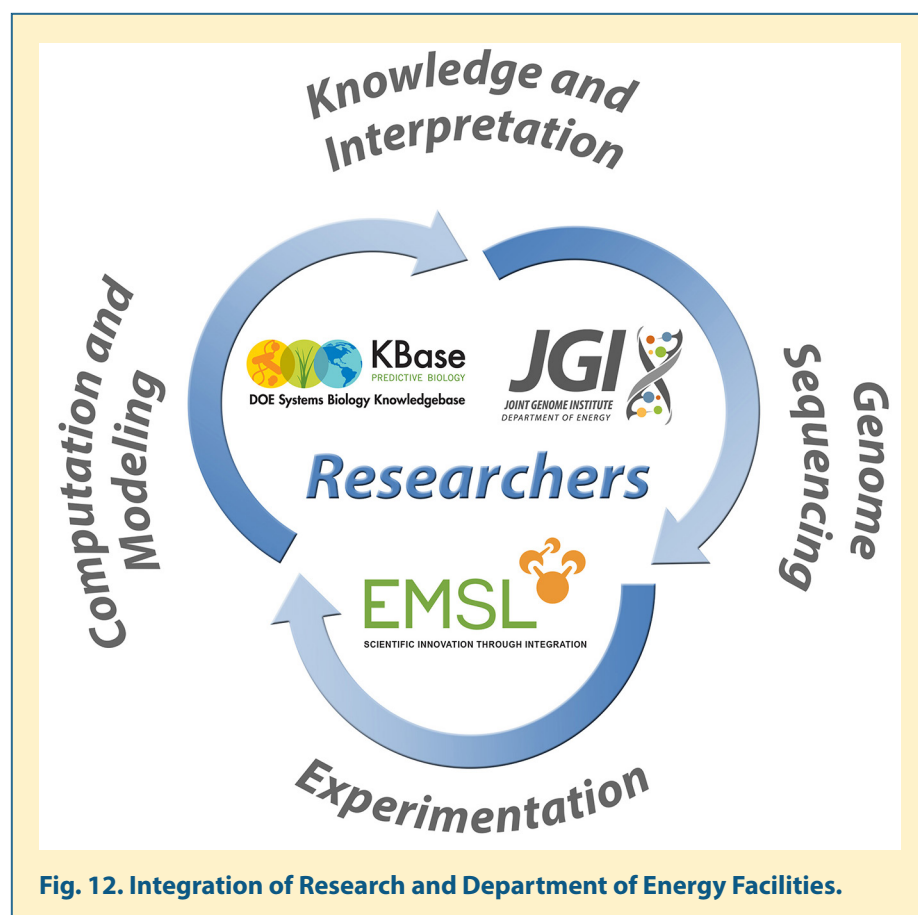 Knowledge and
Interpretation
Computation and
Modeling
Genome
Sequencing
KBase
PREDICTIVE BIOLOGY
DOE Systems Biology Knowledgebase
JGI
JOINT GENOME INSTITUTE
DEPARTMENT OF ENERGY
Researchers
EMSL
SCIENTIFIC INNOVATION THROUGH INTEGRATION
Experimentation
Fig. 12. Integration of Research and Department of Energy Facilities.